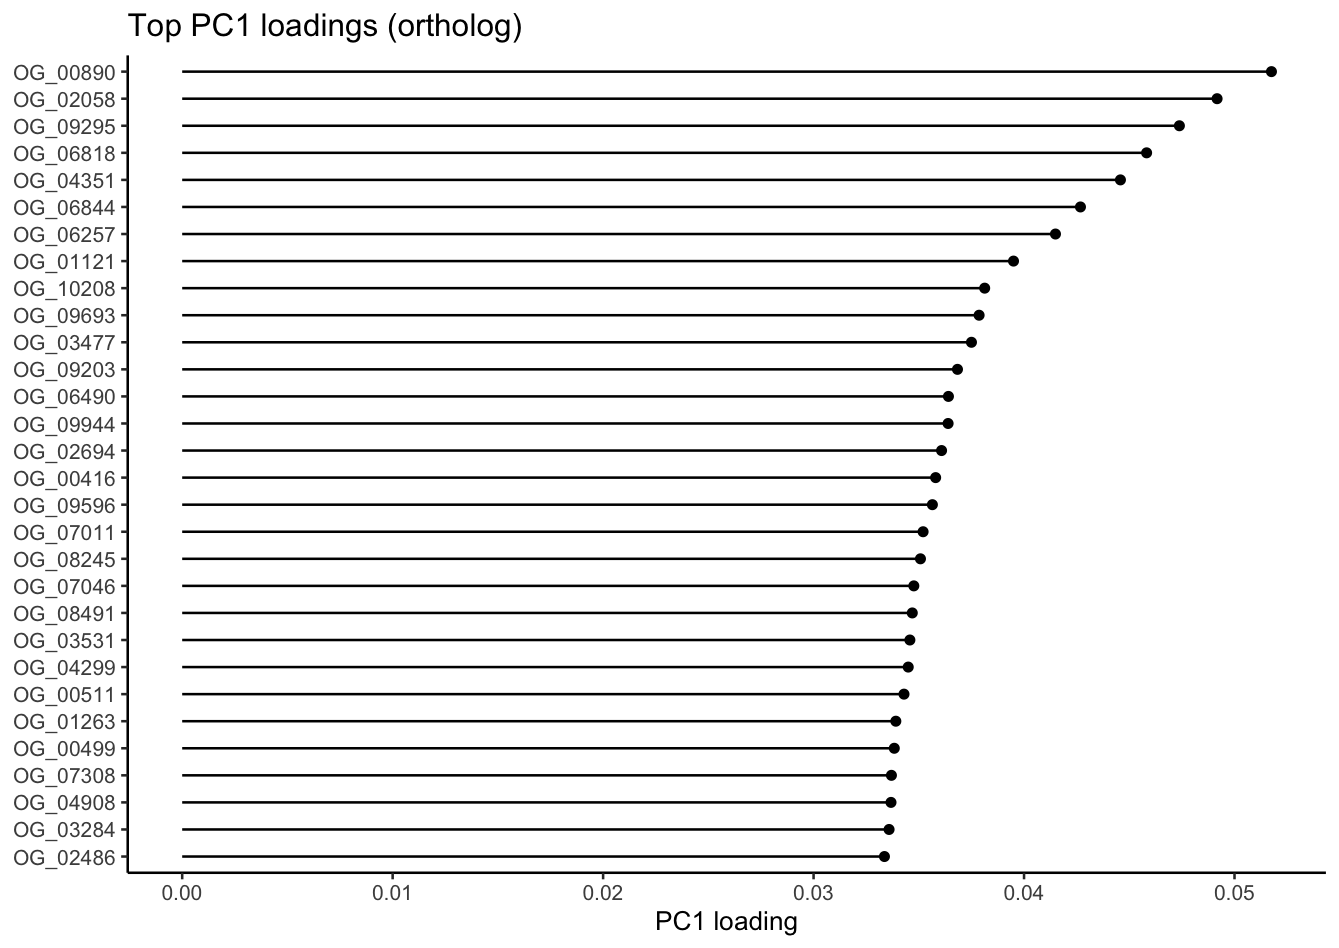 Top PC1 loadings (ortholog)
OG_00890
OG_02058
OG_09295
OG_06818
OG_04351
OG_06844
OG_06257
OG_01121
OG_10208
OG_09693
OG_03477
OG_09203
OG_06490
OG_09944
OG_02694
OG_00416
OG_09596
OG_07011
OG_08245
OG_07046
OG_08491
OG_03531
OG_04299
OG_00511
OG_01263
OG_00499
OG_07308
OG_04908
OG_03284
OG_02486
0.00 0.01 0.02 0.03 0.04 0.05
PC1 loading